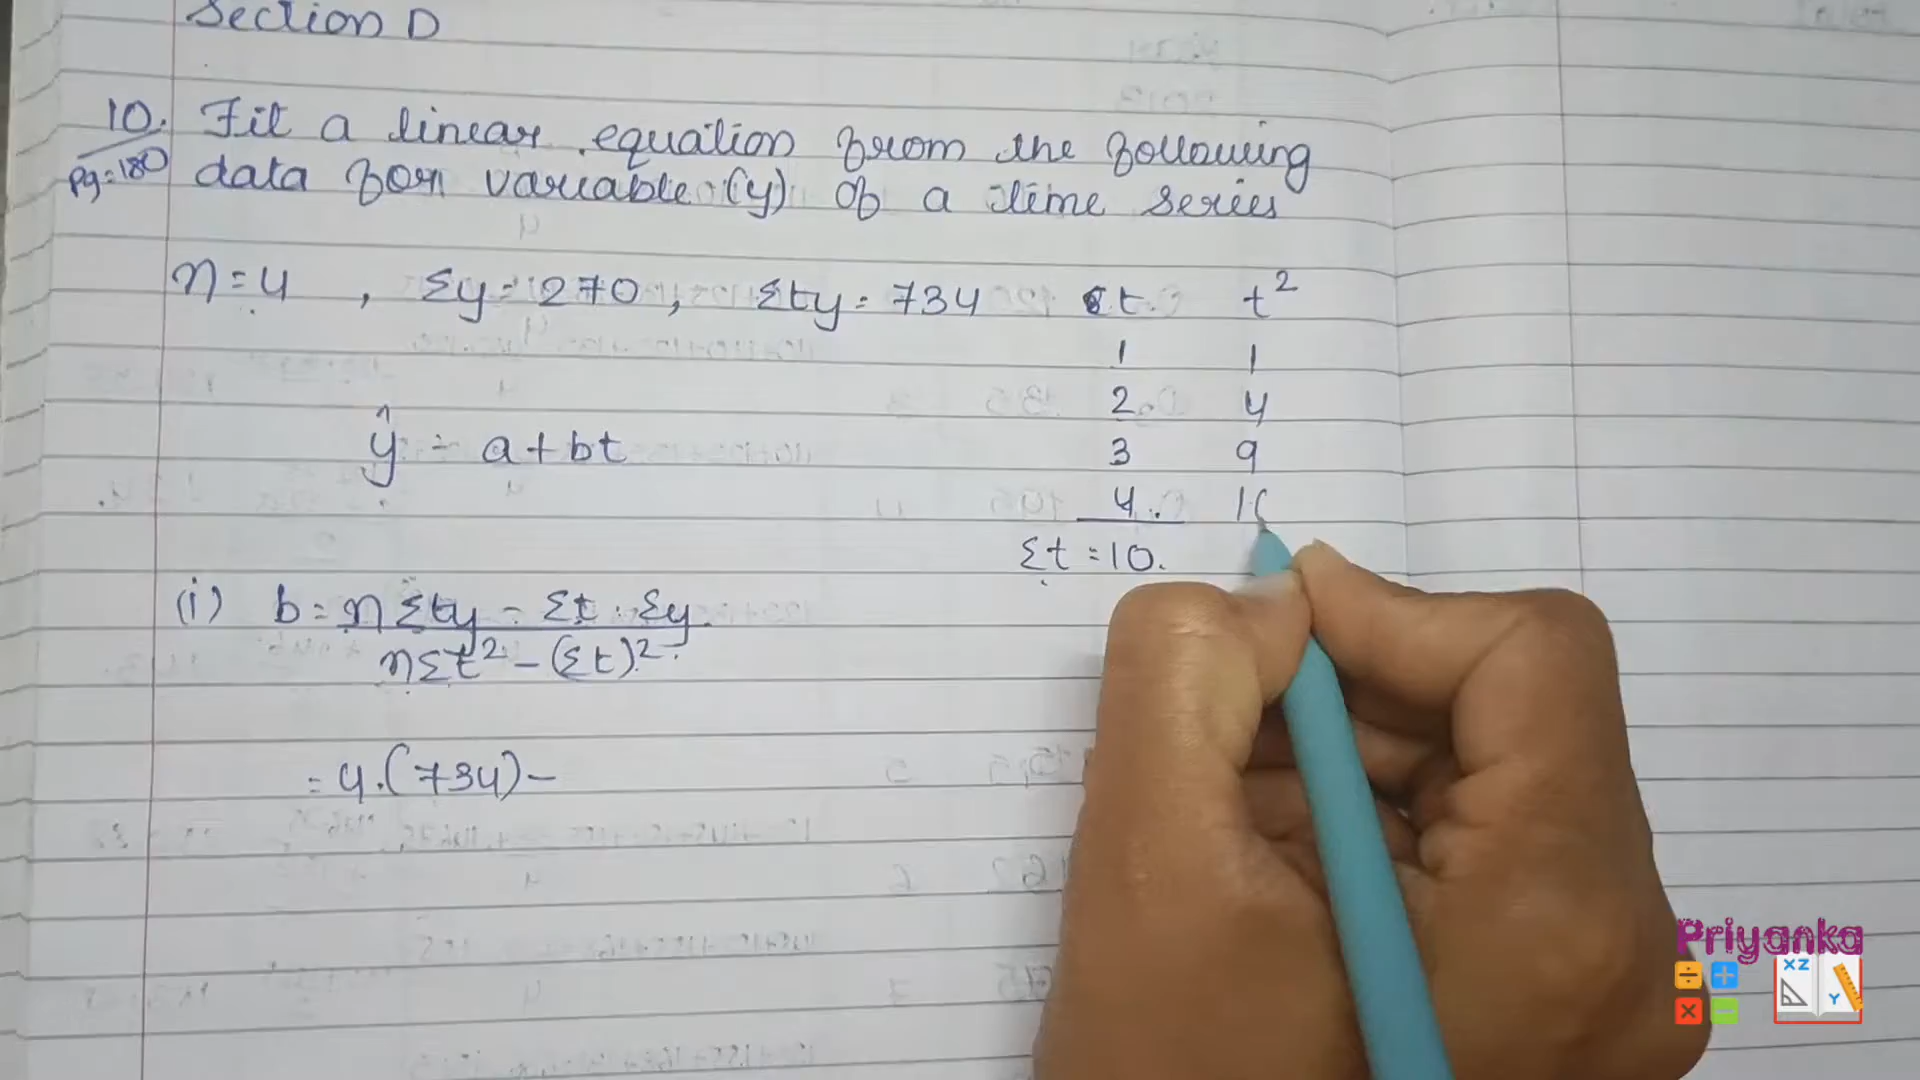 Section D
10. Fit a linear equation from the following
pg=180 data for variable (y) of a time series
n=4 , Σy=270, Σty=734 t t²
1 1
2 4
ŷ = a+bt 3 9
4 16
Σt=10.
(i) b= nΣty - Σt . Σy
nΣt² - (Σt)²
= 4.(734) -
Priyanka
XZ
Y